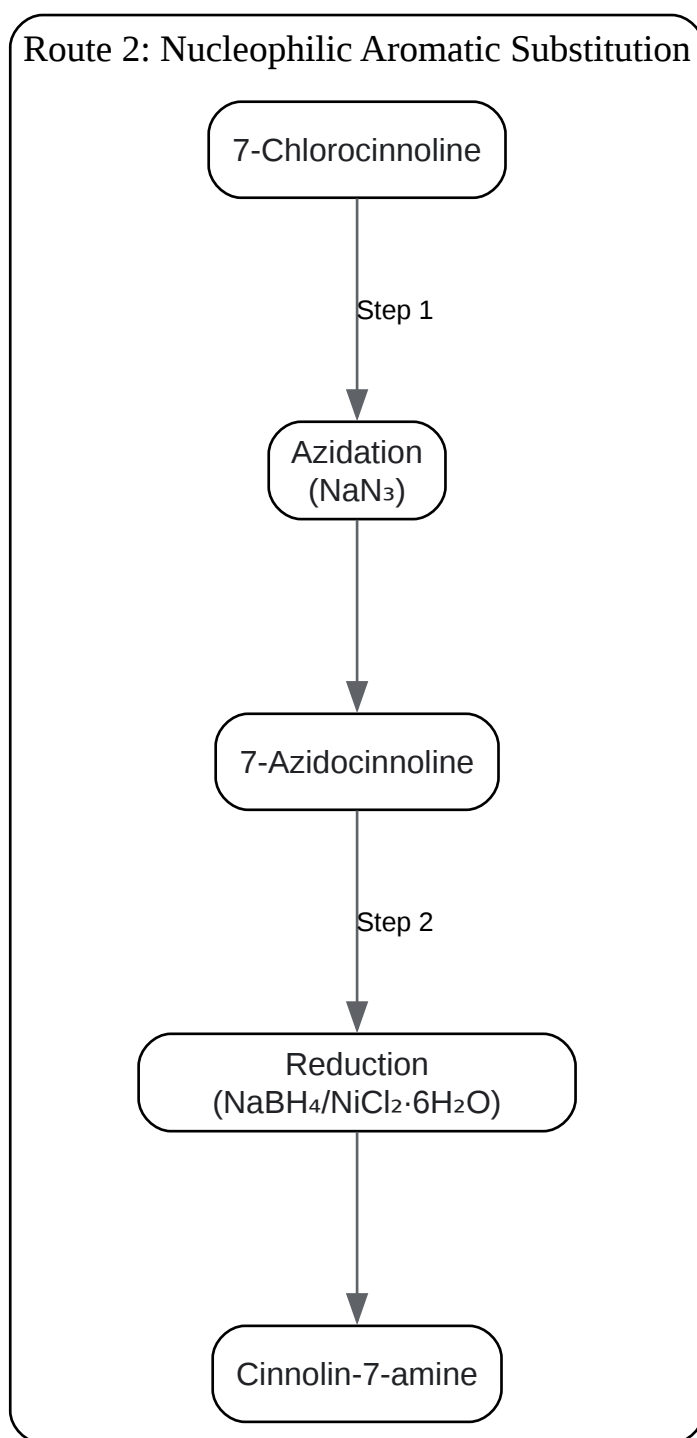 Route 2: Nucleophilic Aromatic Substitution
7-Chlorocinnoline
Step 1
Azidation
(NaN₃)
7-Azidocinnoline
Step 2
Reduction
(NaBH₄/NiCl₂·6H₂O)
Cinnolin-7-amine